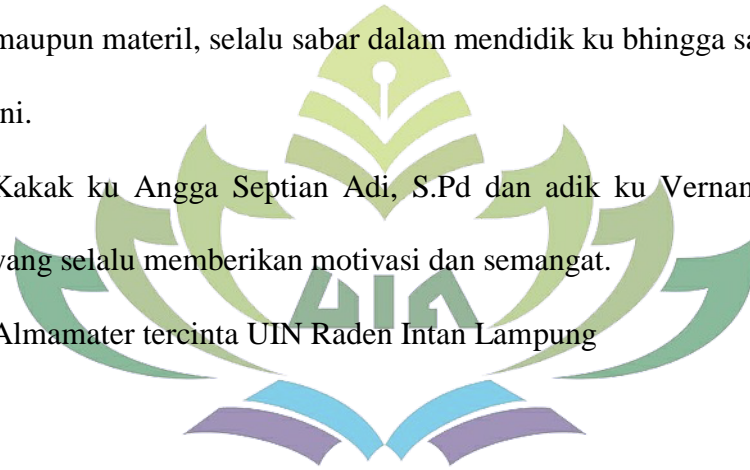 maupun materil, selalu sabar dalam mendidik ku bhingga sa
ni.
Kakak ku Angga Septian Adi, S.Pd dan adik ku Vernan
yang selalu memberikan motivasi dan semangat.
UIN
Almamater tercinta UIN Raden Intan Lampung